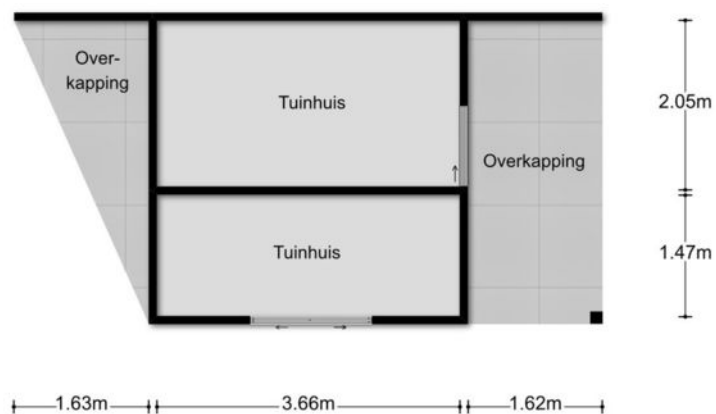 Over-
kapping
Tuinhuis
2.05m
Overkapping
Tuinhuis
1.47m
1.63m
3.66m
1.62m